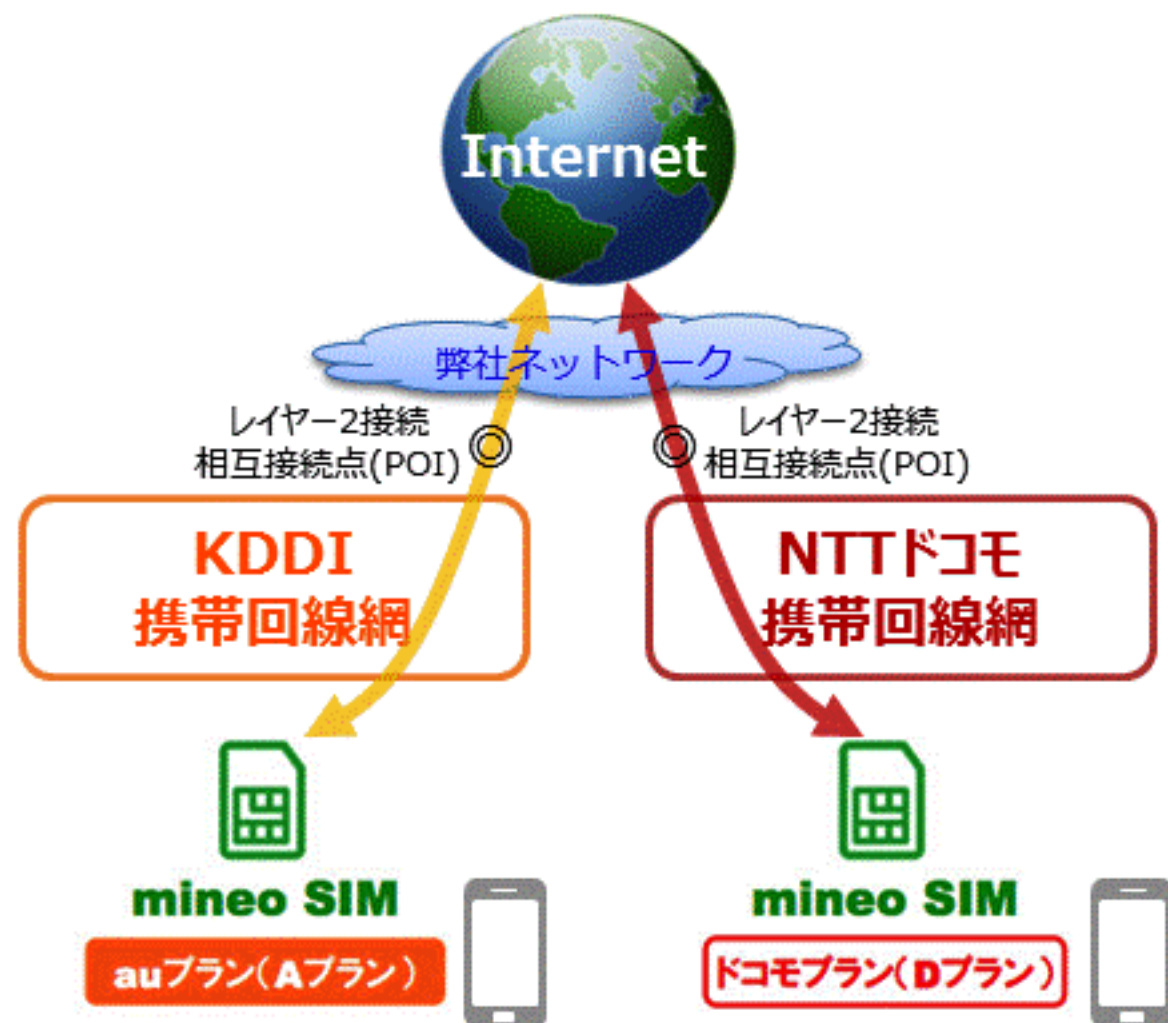 Internet
弊社ネットワーク
レイヤー2接続
相互接続点(POI)
レイヤー2接続
相互接続点(POI)
KDDI
携帯回線網
NTTドコモ
携帯回線網
mineo SIM
auプラン(Aプラン)
mineo SIM
ドコモプラン(Dプラン)